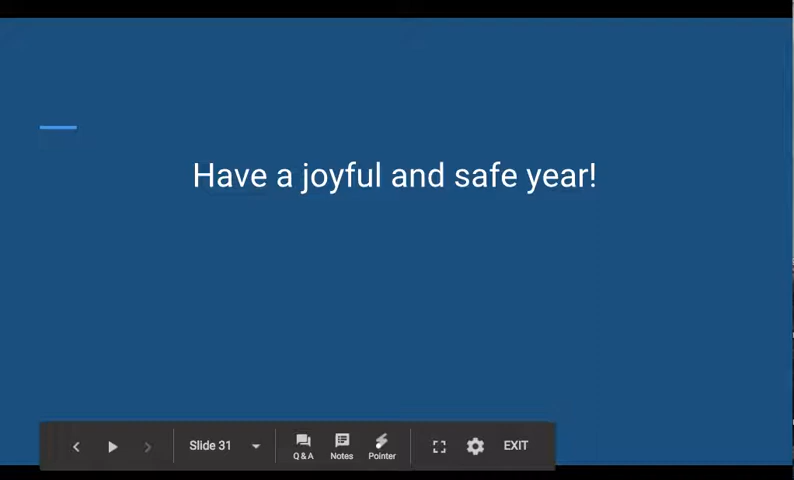 Have a joyful and safe year!
Slide 31
Q & A
Notes
Pointer
EXIT